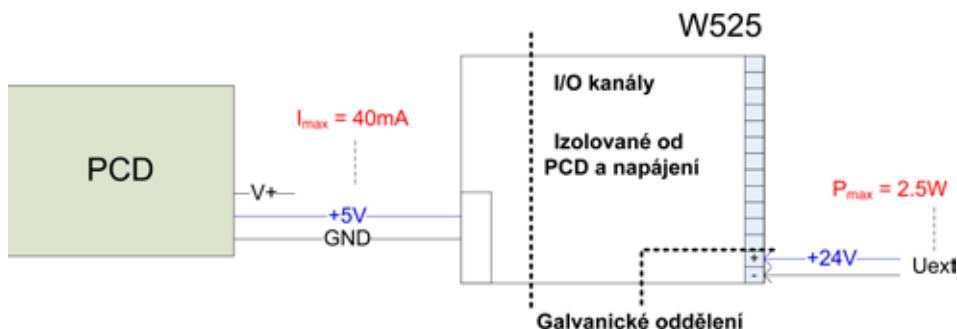 W525
I/O kanály
Imax = 40mA
Izolované od
PCD a napájení
PCD
Pmax = 2.5W
V+
+5V
GND
+
+24V
-
Uext
Galvanické oddělení